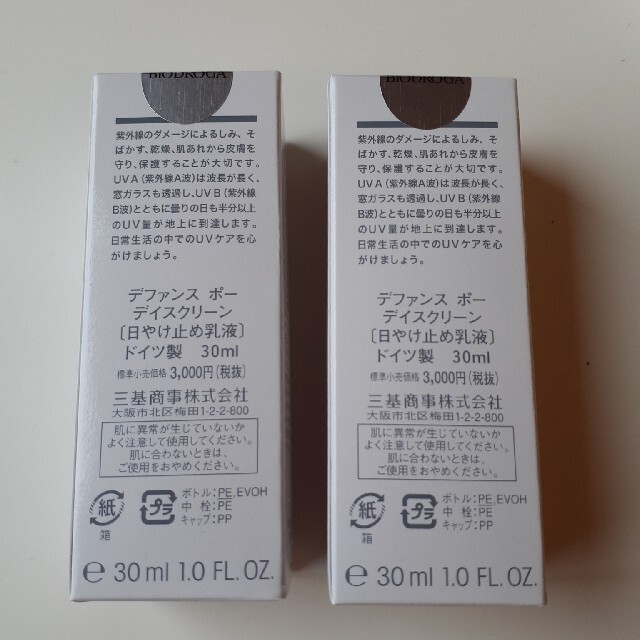 BIODROGA
紫外線のダメージによるしみ、そ
ばかす、乾燥、肌あれから皮膚を
守り、保護することが大切です。
UVA(紫外線A波)は波長が長く、
窓ガラスも透過し、UVB(紫外線
B波)とともに曇りの日も半分以上
のUV量が地上に到達します。
日常生活の中でのUVケアを心
がけましょう。
デファンス ポー
デイスクリーン
〔日やけ止め乳液〕
ドイツ製 30ml
標準小売価格 3,000円(税抜)
三基商事株式会社
大阪市北区梅田1-2-2-800
肌に異常が生じていないか
よく注意して使用してください。
肌に合わないときは、
ご使用をおやめください。
紙
箱
プラ
ボトル:PE,EVOH
中 栓:PE
キャップ:PP
e 30ml 1.0 FL.OZ.
BIODROGA
紫外線のダメージによるしみ、そ
ばかす、乾燥、肌あれから皮膚を
守り、保護することが大切です。
UVA(紫外線A波)は波長が長く、
窓ガラスも透過し、UVB(紫外線
B波)とともに曇りの日も半分以上
のUV量が地上に到達します。
日常生活の中でのUVケアを心
がけましょう。
デファンス ポー
デイスクリーン
〔日やけ止め乳液〕
ドイツ製 30ml
標準小売価格 3,000円(税抜)
三基商事株式会社
大阪市北区梅田1-2-2-800
肌に異常が生じていないか
よく注意して使用してください。
肌に合わないときは、
ご使用をおやめください。
紙
箱
プラ
ボトル:PE,EVOH
中 栓:PE
キャップ:PP
e 30ml 1.0 FL.OZ.